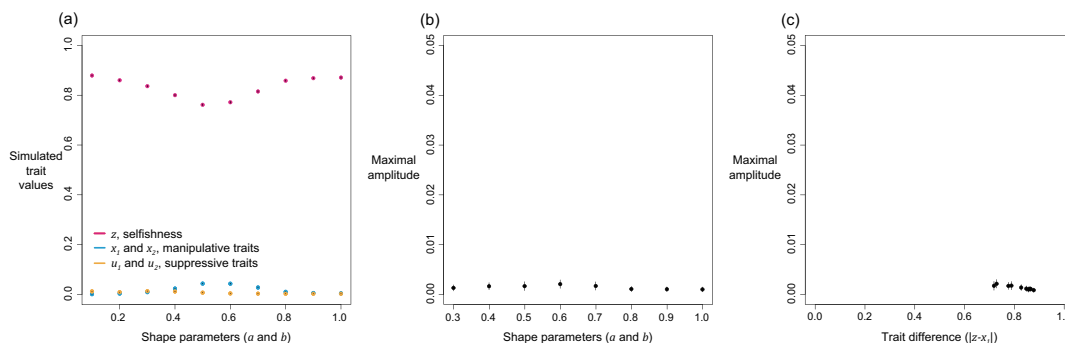 (a)
1.0
0.8
0.6
0.4
0.2
0.0
Simulated
trait
values
z, selfishness
x₁ and x₂, manipulative traits
u₁ and u₂, suppressive traits
0.2 0.4 0.6 0.8 1.0
Shape parameters (a and b)
(b)
0.05
0.04
0.03
0.02
0.01
0.00
Maximal
amplitude
0.3 0.4 0.5 0.6 0.7 0.8 0.9 1.0
Shape parameters (a and b)
(c)
0.05
0.04
0.03
0.02
0.01
0.00
Maximal
amplitude
0.0 0.2 0.4 0.6 0.8 1.0
Trait difference (|z-x₁|)